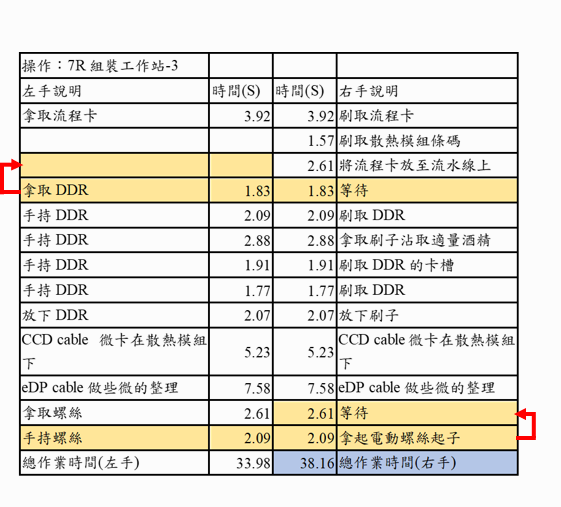 操作：7R 組裝工作站-3
左手說明 時間(S) 時間(S) 右手說明
拿取流程卡 3.92 3.92 刷取流程卡
1.57 刷取散熱模組條碼
2.61 將流程卡放至流水線上
拿取 DDR 1.83 1.83 等待
手持 DDR 2.09 2.09 刷取 DDR
手持 DDR 2.88 2.88 拿取刷子沾取適量酒精
手持 DDR 1.91 1.91 刷取 DDR 的卡槽
手持 DDR 1.77 1.77 刷取 DDR
放下 DDR 2.07 2.07 放下刷子
CCD cable 微卡在散熱模組 CCD cable 微卡在散熱模組
下 5.23 5.23 下
eDP cable 做些微的整理 7.58 7.58 eDP cable 做些微的整理
拿取螺絲 2.61 2.61 等待
手持螺絲 2.09 2.09 拿起電動螺絲起子
總作業時間(左手) 33.98 38.16 總作業時間(右手)